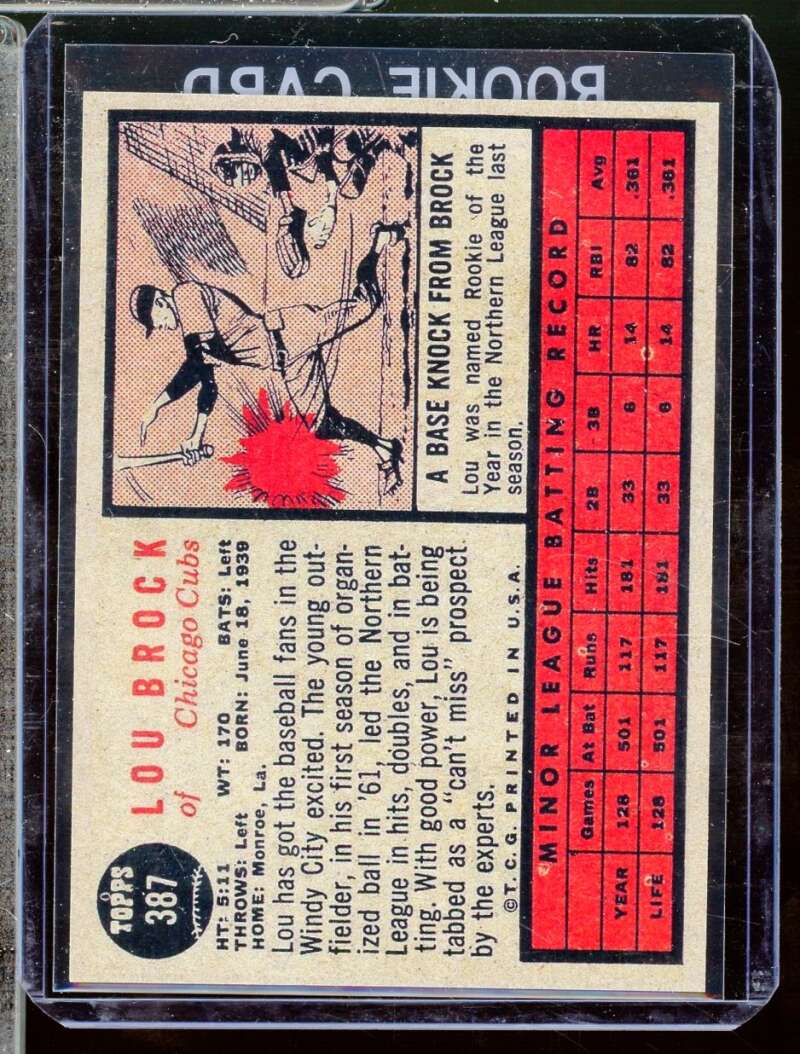 ROOKIE CARD
TOPPS
387
LOU BROCK
of Chicago Cubs
HT: 5:11 WT: 170 BATS: Left
THROWS: Left BORN: June 18, 1939
HOME: Monroe, La.
Lou has got the baseball fans in the
Windy City excited. The young out-
fielder, in his first season of organ-
ized ball in '61, led the Northern
League in hits, doubles, and in bat-
ting. With good power, Lou is being
tabbed as a "can't miss" prospect
by the experts.
©T.C.G. PRINTED IN U.S.A.
A BASE KNOCK FROM BROCK
Lou was named Rookie of the
Year in the Northern League last
season.
MINOR LEAGUE BATTING RECORD
Games At Bat Runs Hits 2B 3B HR RBI Avg
YEAR 128 501 117 181 33 6 14 82 .361
LIFE 128 501 117 181 33 6 14 82 .361